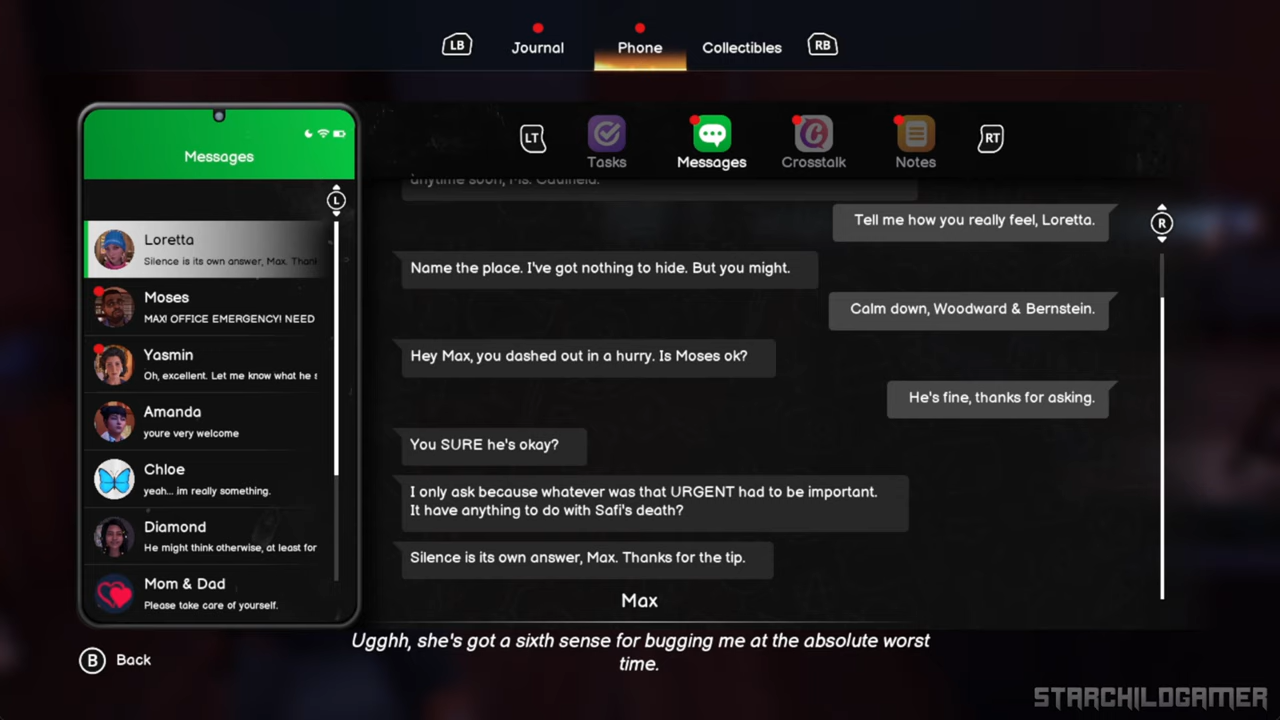 LB
Journal
Phone
Collectibles
RB
Messages
LT
Tasks
Messages
Crosstalk
Notes
RT
L
Loretta
Silence is its own answer, Max. Than
Moses
MAX! OFFICE EMERGENCY! NEED
Yasmin
Oh, excellent. Let me know what he s
Amanda
youre very welcome
Chloe
yeah... im really something.
Diamond
He might think otherwise, at least for
Mom & Dad
Please take care of yourself.
anytime soon, Ms. Caulfield.
Tell me how you really feel, Loretta.
R
Name the place. I've got nothing to hide. But you might.
Calm down, Woodward & Bernstein.
Hey Max, you dashed out in a hurry. Is Moses ok?
He's fine, thanks for asking.
You SURE he's okay?
I only ask because whatever was that URGENT had to be important.
It have anything to do with Safi's death?
Silence is its own answer, Max. Thanks for the tip.
Max
Ugghh, she's got a sixth sense for bugging me at the absolute worst
time.
B
Back
STARCHILDGAMER